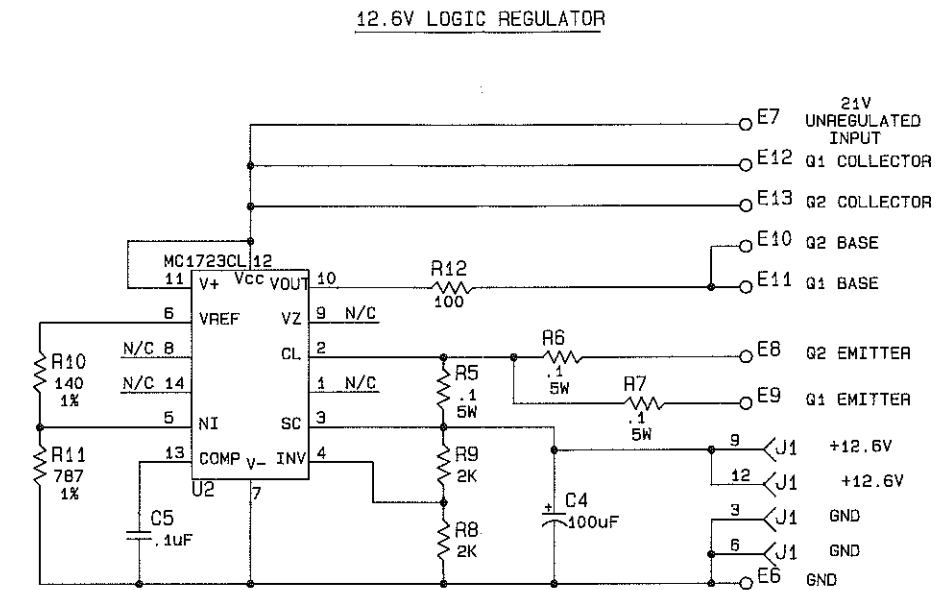 12.6V LOGIC REGULATOR
E7 21V
UNREGULATED
INPUT
E12 Q1 COLLECTOR
E13 Q2 COLLECTOR
E10 Q2 BASE
MC1723CL 12
11 V+ Vcc VOUT 10
R12
100
E11 Q1 BASE
6 VREF VZ 9 N/C
N/C 8 CL 2
R6
.1
5W
E8 Q2 EMITTER
R10
140
1%
N/C 14 1 N/C
R5
.1
5W
R7
.1
5W
E9 Q1 EMITTER
5 NI SC 3
R11
787
1%
13 COMP V- INV 4
U2 7
R9
2K
9 J1 +12.6V
12 J1 +12.6V
C5
.1uF
R8
2K
+ C4
100uF
3 J1 GND
6 J1 GND
E6 GND